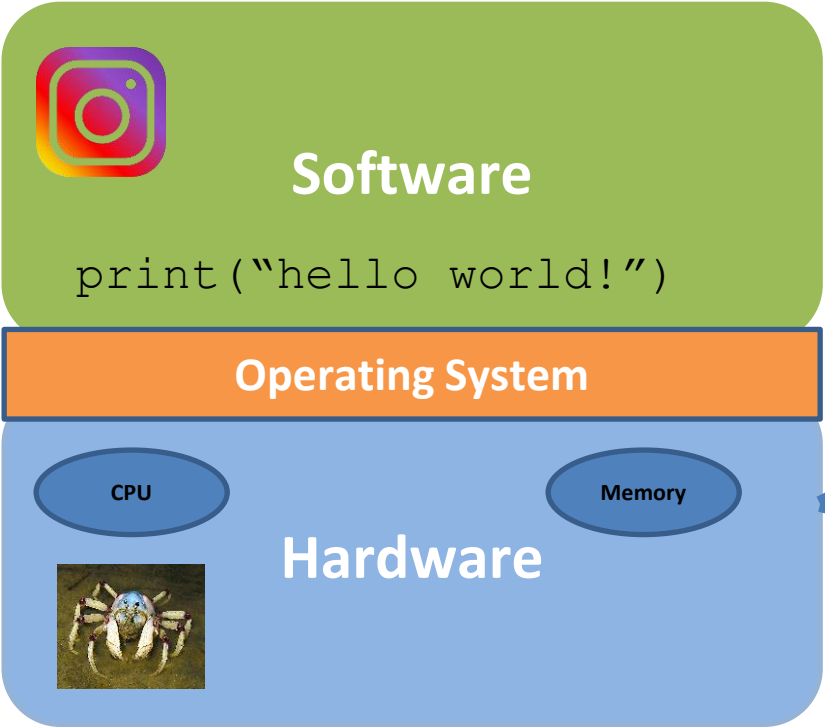 Software
print(“hello world!”)
Operating System
CPU
Memory
Hardware